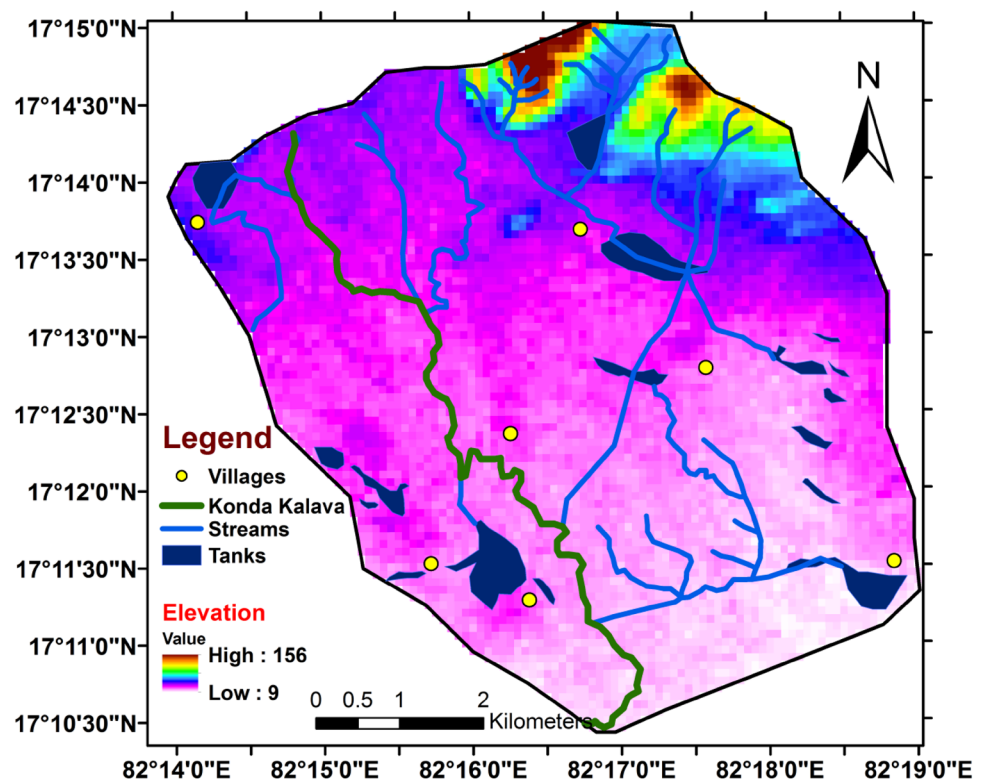 17°15'0"N
N
17°14'30"N
17°14'0"N
17°13'30"N
17°13'0"N
17°12'30"N
Legend
Villages
17°12'0"N
Konda Kalava
Streams
Tanks
17°11'30"N
Elevation
Value
17°11'0"N
High : 156
Low : 9
0 0.5 1 2
Kilometers
17°10'30"N
82°14'0"E 82°15'0"E 82°16'0"E 82°17'0"E 82°18'0"E 82°19'0"E